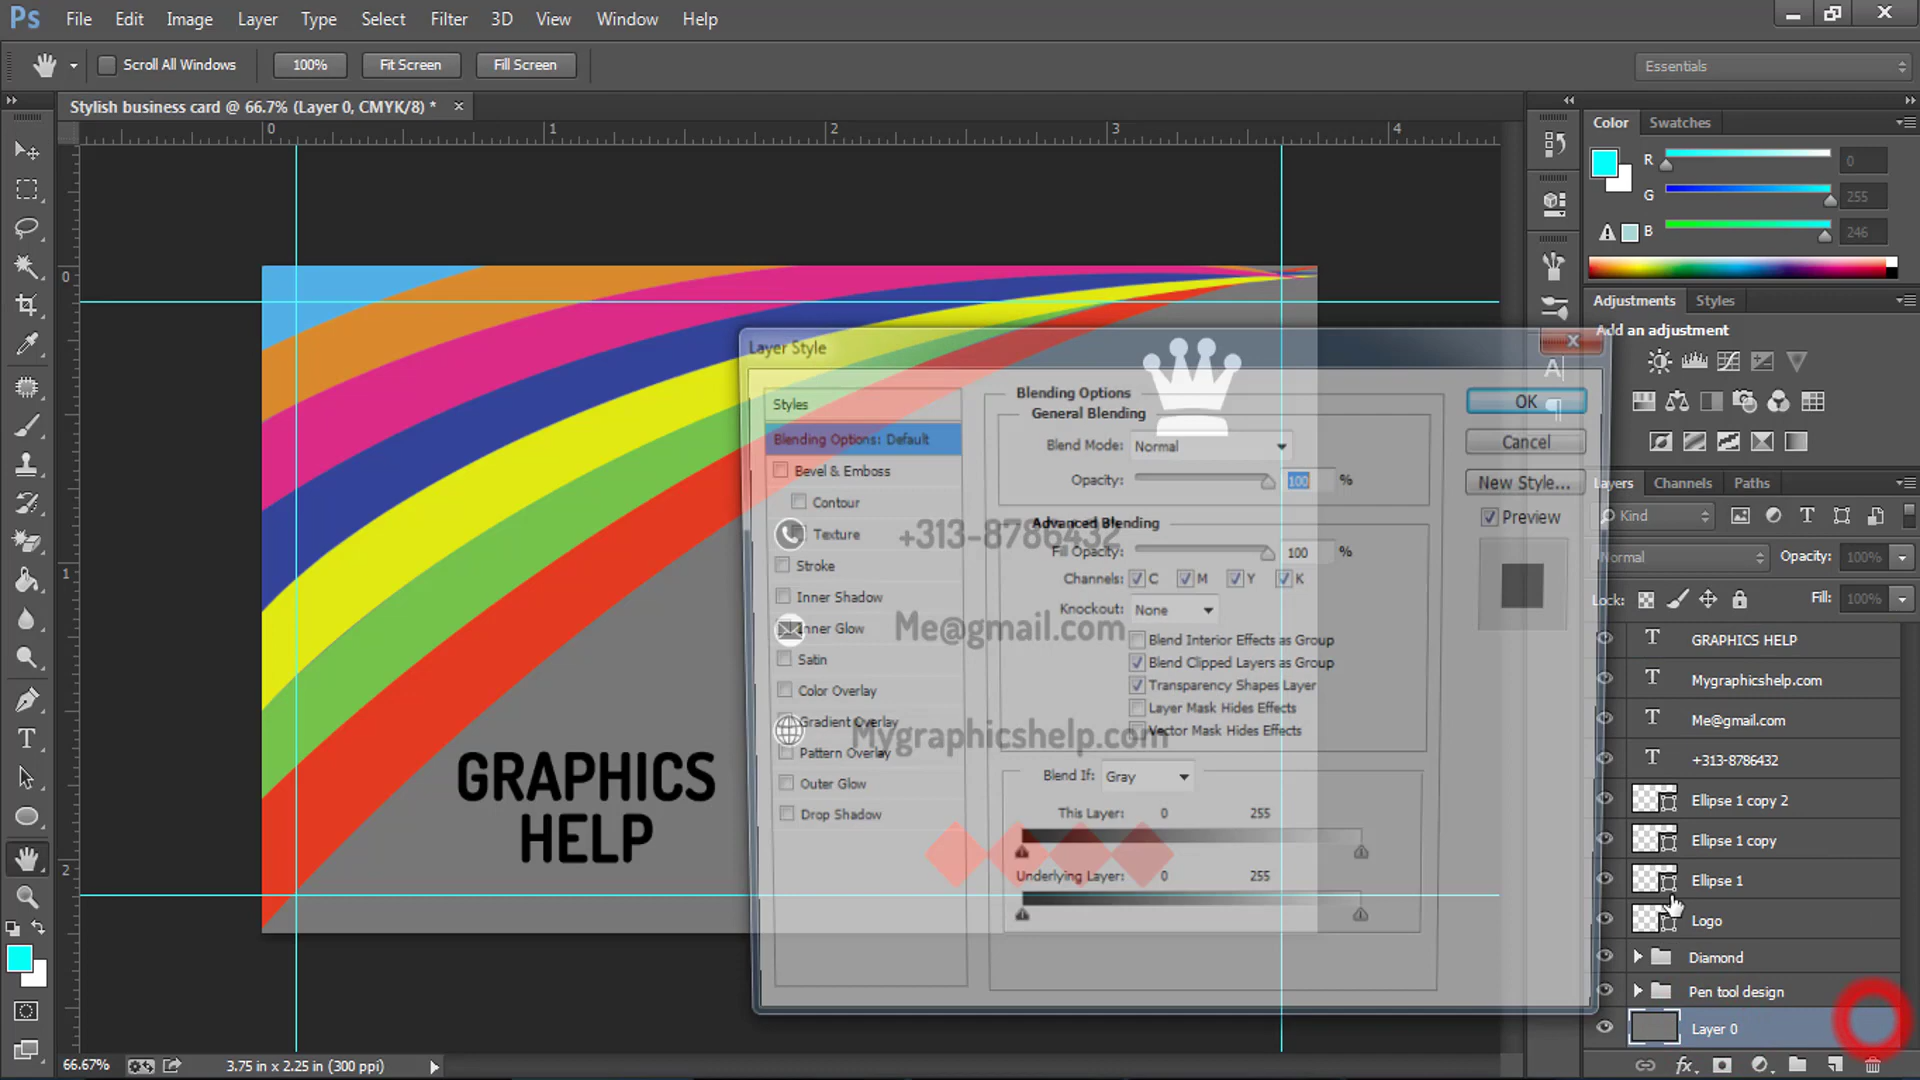 Ps File Edit Image Layer Type Select Filter 3D View Window Help
Scroll All Windows 100% Fit Screen Fill Screen Essentials
Stylish business card @ 66.7% (Layer 0, CMYK/8) * ×
0 1 2 3 4
0
1
2
Color Swatches
R 0
G 255
B 246
Adjustments Styles
Add an adjustment
Layers Channels Paths
Kind
Normal Opacity: 100%
Lock: Fill: 100%
GRAPHICS HELP
Mygraphicshelp.com
Me@gmail.com
+313-8786432
Ellipse 1 copy 2
Ellipse 1 copy
Ellipse 1
Logo
Diamond
Pen tool design
Layer 0
Layer Style
Styles
Blending Options: Default
Bevel & Emboss
Contour
Texture
Stroke
Inner Shadow
Inner Glow
Satin
Color Overlay
Gradient Overlay
Pattern Overlay
Outer Glow
Drop Shadow
Blending Options
General Blending
Blend Mode: Normal
Opacity: 100 %
Advanced Blending
Fill Opacity: 100 %
Channels: C M Y K
Knockout: None
Blend Interior Effects as Group
Blend Clipped Layers as Group
Transparency Shapes Layer
Layer Mask Hides Effects
Vector Mask Hides Effects
Blend If: Gray
This Layer: 0 255
Underlying Layer: 0 255
OK
Cancel
New Style...
Preview
+313-8786432
Me@gmail.com
Mygraphicshelp.com
GRAPHICS
HELP
66.67% 3.75 in x 2.25 in (300 ppi)